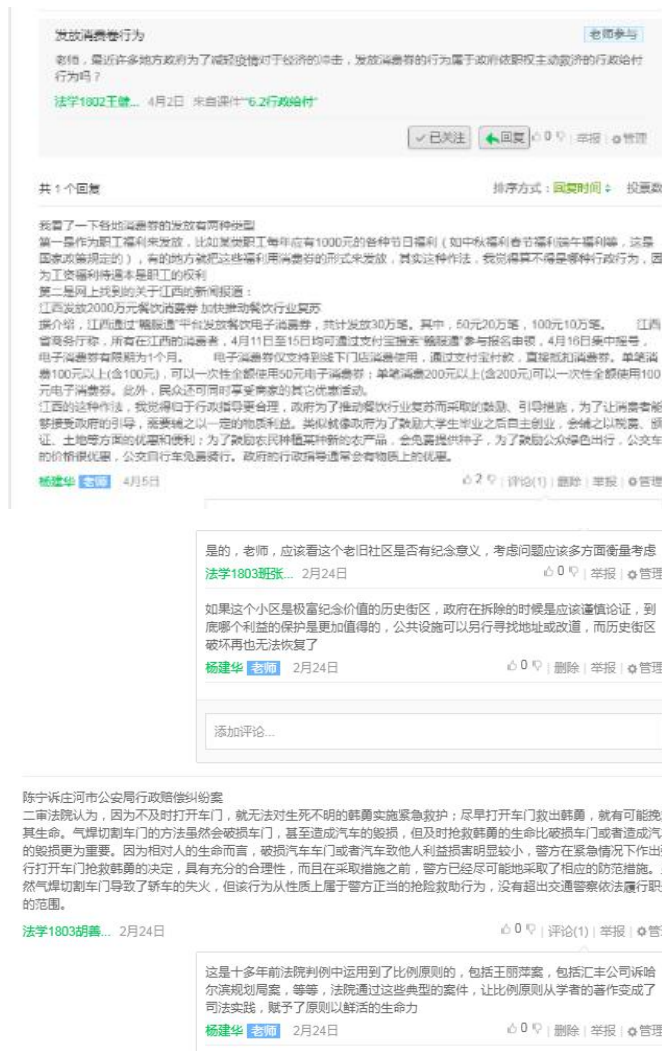 发放消费卷行为
老师参与
老师，最近许多地方政府为了减轻疫情对于经济的冲击，发放消费券的行为属于政府依职权主动救济的行政给付
行为吗？
法学1802王健... 4月2日 来自课件“6.2行政给付”
已关注 回复 0 | 举报 | 管理
共 1 个回复
排序方式：回复时间 投票数
我看了一下各地消费券的发放有两种类型
第一是作为职工福利来发放，比如某类职工每年应有1000元的各种节日福利（如中秋福利春节福利端午福利等，这是
国家政策规定的），有的地方就把这些福利用消费券的形式来发放，其实这种作法，我觉得算不得是哪种行政行为，因
为工资福利待遇本是职工的权利
第二是网上找到的关于江西的新闻报道：
江西发放2000万元餐饮消费券 加快推动餐饮行业复苏
据介绍，江西通过“赣服通”平台发放餐饮电子消费券，共计发放30万笔。其中，50元20万笔，100元10万笔。 江西
省商务厅称，所有在江西的消费者，4月11日至15日均可通过支付宝搜索“赣服通”参与报名申领，4月16日集中摇号，
电子消费券有限期为1个月。 电子消费券仅支持到线下门店消费使用，通过支付宝付款，直接抵扣消费券。单笔消
费100元以上(含100元)，可以一次性全额使用50元电子消费券；单笔消费200元以上(含200元)可以一次性全额使用100
元电子消费券。此外，民众还可同时享受商家的其它优惠活动。
江西的这种作法，我觉得归于行政指导更合理，政府为了推动餐饮行业复苏而采取的鼓励、引导措施，为了让消费者能
够接受政府的引导，需要辅之以一定的物质利益。类似就像政府为了鼓励大学生毕业之后自主创业，会辅之以税费、颁
证、土地等方面的优惠和便利；为了鼓励农民种植某种新的农产品，会免费提供种子，为了鼓励公众绿色出行，公交车
的价格很优惠，公交自行车免费骑行。政府的行政指导通常会有物质上的优惠。
杨建华 老师 4月5日
2 | 评论(1) | 删除 | 举报 | 管理
是的，老师，应该看这个老旧社区是否有纪念意义，考虑问题应该多方面衡量考虑
法学1803班张... 2月24日
0 | 举报 | 管理
如果这个小区是极富纪念价值的历史街区，政府在拆除的时候是应该谨慎论证，到
底哪个利益的保护是更加值得的，公共设施可以另行寻找地址或改道，而历史街区
破坏再也无法恢复了
杨建华 老师 2月24日
0 | 删除 | 举报 | 管理
添加评论...
陈宁诉庄河市公安局行政赔偿纠纷案
二审法院认为，因为不及时打开车门，就无法对生死不明的韩勇实施紧急救护；尽早打开车门救出韩勇，就有可能挽
其生命。气焊切割车门的方法虽然会破损车门，甚至造成汽车的毁损，但及时抢救韩勇的生命比破损车门或者造成汽
的毁损更为重要。因为相对人的生命而言，破损汽车车门或者汽车致他人利益损害明显较小，警方在紧急情况下作出
行打开车门抢救韩勇的决定，具有充分的合理性，而且在采取措施之前，警方已经尽可能地采取了相应的防范措施。
然气焊切割车门导致了轿车的失火，但该行为从性质上属于警方正当的抢险救助行为，没有超出交通警察依法履行职
的范围。
法学1803胡善... 2月24日
0 | 评论(1) | 举报 | 管
这是十多年前法院判例中运用到了比例原则的，包括王丽萍案，包括汇丰公司诉哈
尔滨规划局案，等等，法院通过这些典型的案件，让比例原则从学者的著作变成了
司法实践，赋予了原则以鲜活的生命力
杨建华 老师 2月24日
0 | 删除 | 举报 | 管理